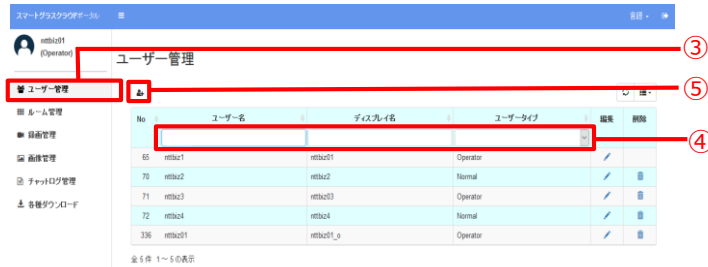 スマートグラスクラウドポータル
言語
nttbiz01
(Operator)
ユーザー管理
③
ユーザー管理
⑤
ルーム管理
録画管理
画像管理
チャットログ管理
各種ダウンロード
No ユーザー名 ディスプレイ名 ユーザータイプ 編集 削除
④
65 nttbiz1 nttbiz01 Operator
70 nttbiz2 nttbiz2 Normal
71 nttbiz3 nttbiz03 Operator
72 nttbiz4 nttbiz4 Normal
336 nttbiz01 nttbiz01_o Operator
全 5 件 1～5 の表示